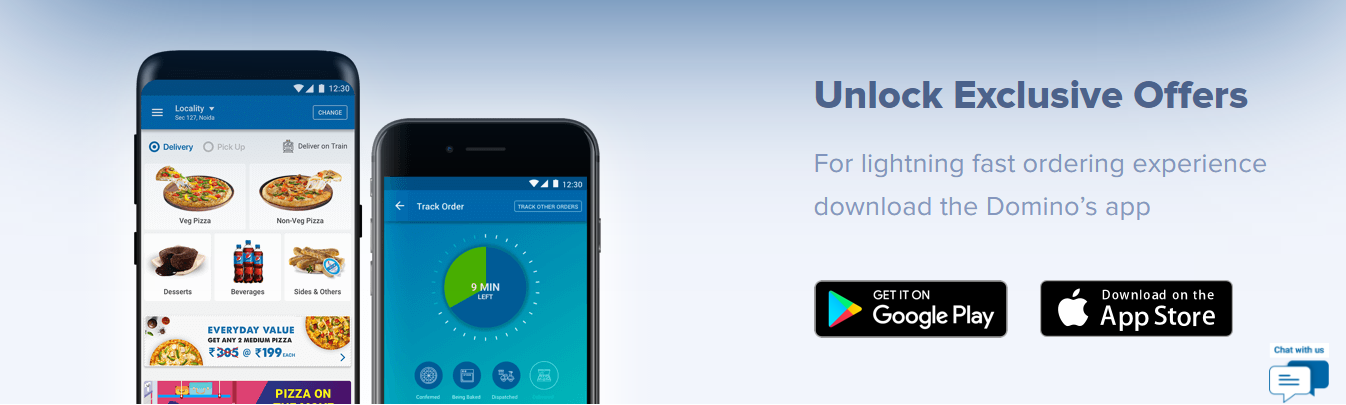 12:30
Locality
Sec 127, Noida
CHANGE
Delivery
Pick Up
Deliver on Train
Veg Pizza
Non-Veg Pizza
Desserts
Beverages
Sides & Others
EVERYDAY VALUE
GET ANY 2 MEDIUM PIZZA
₹305 @ ₹199 EACH
PIZZA ON
12:30
Track Order
TRACK OTHER ORDERS
9 MIN
LEFT
Confirmed
Being Baked
Dispatched
Unlock Exclusive Offers
For lightning fast ordering experience
download the Domino’s app
GET IT ON
Google Play
Download on the
App Store
Chat with us